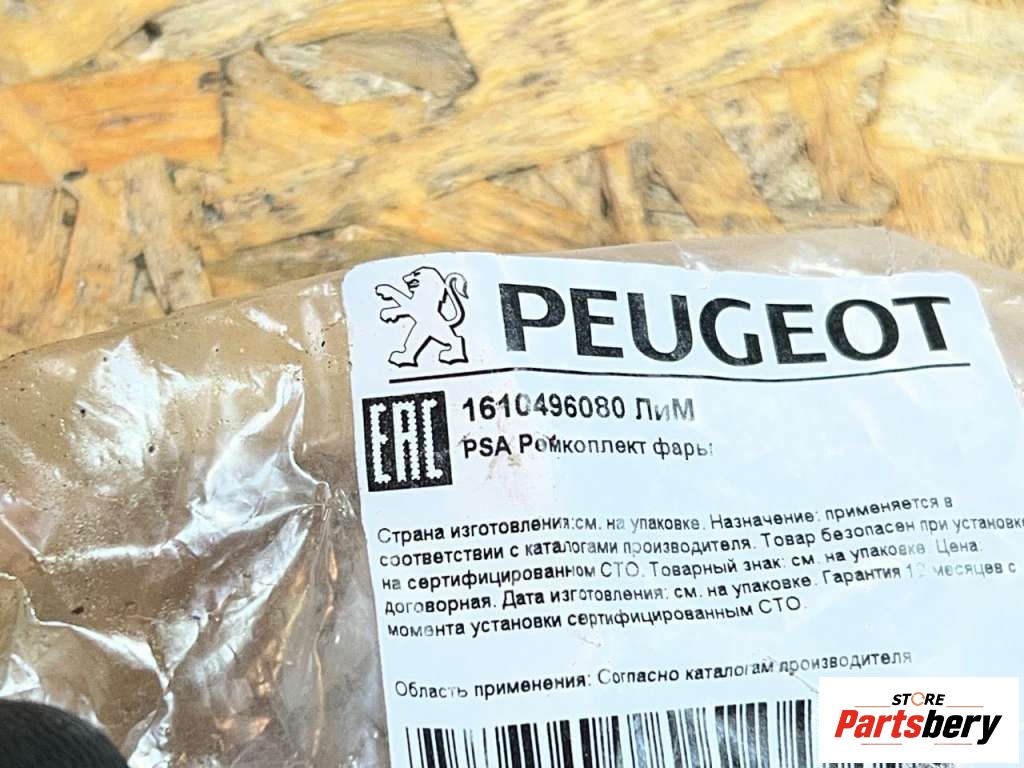 PEUGEOT
EAC
1610496080 ЛиМ
PSA Ремкоплект фары
Страна изготовления:см. на упаковке. Назначение: применяется в
соответствии с каталогами производителя. Товар безопасен при установке
на сертифицированном СТО. Товарный знак: см. на упаковке. Цена:
договорная. Дата изготовления: см. на упаковке. Гарантия 12 месяцев с
момента установки сертифицированным СТО.
Область применения: Согласно каталогам производителя
STORE
Partsbery